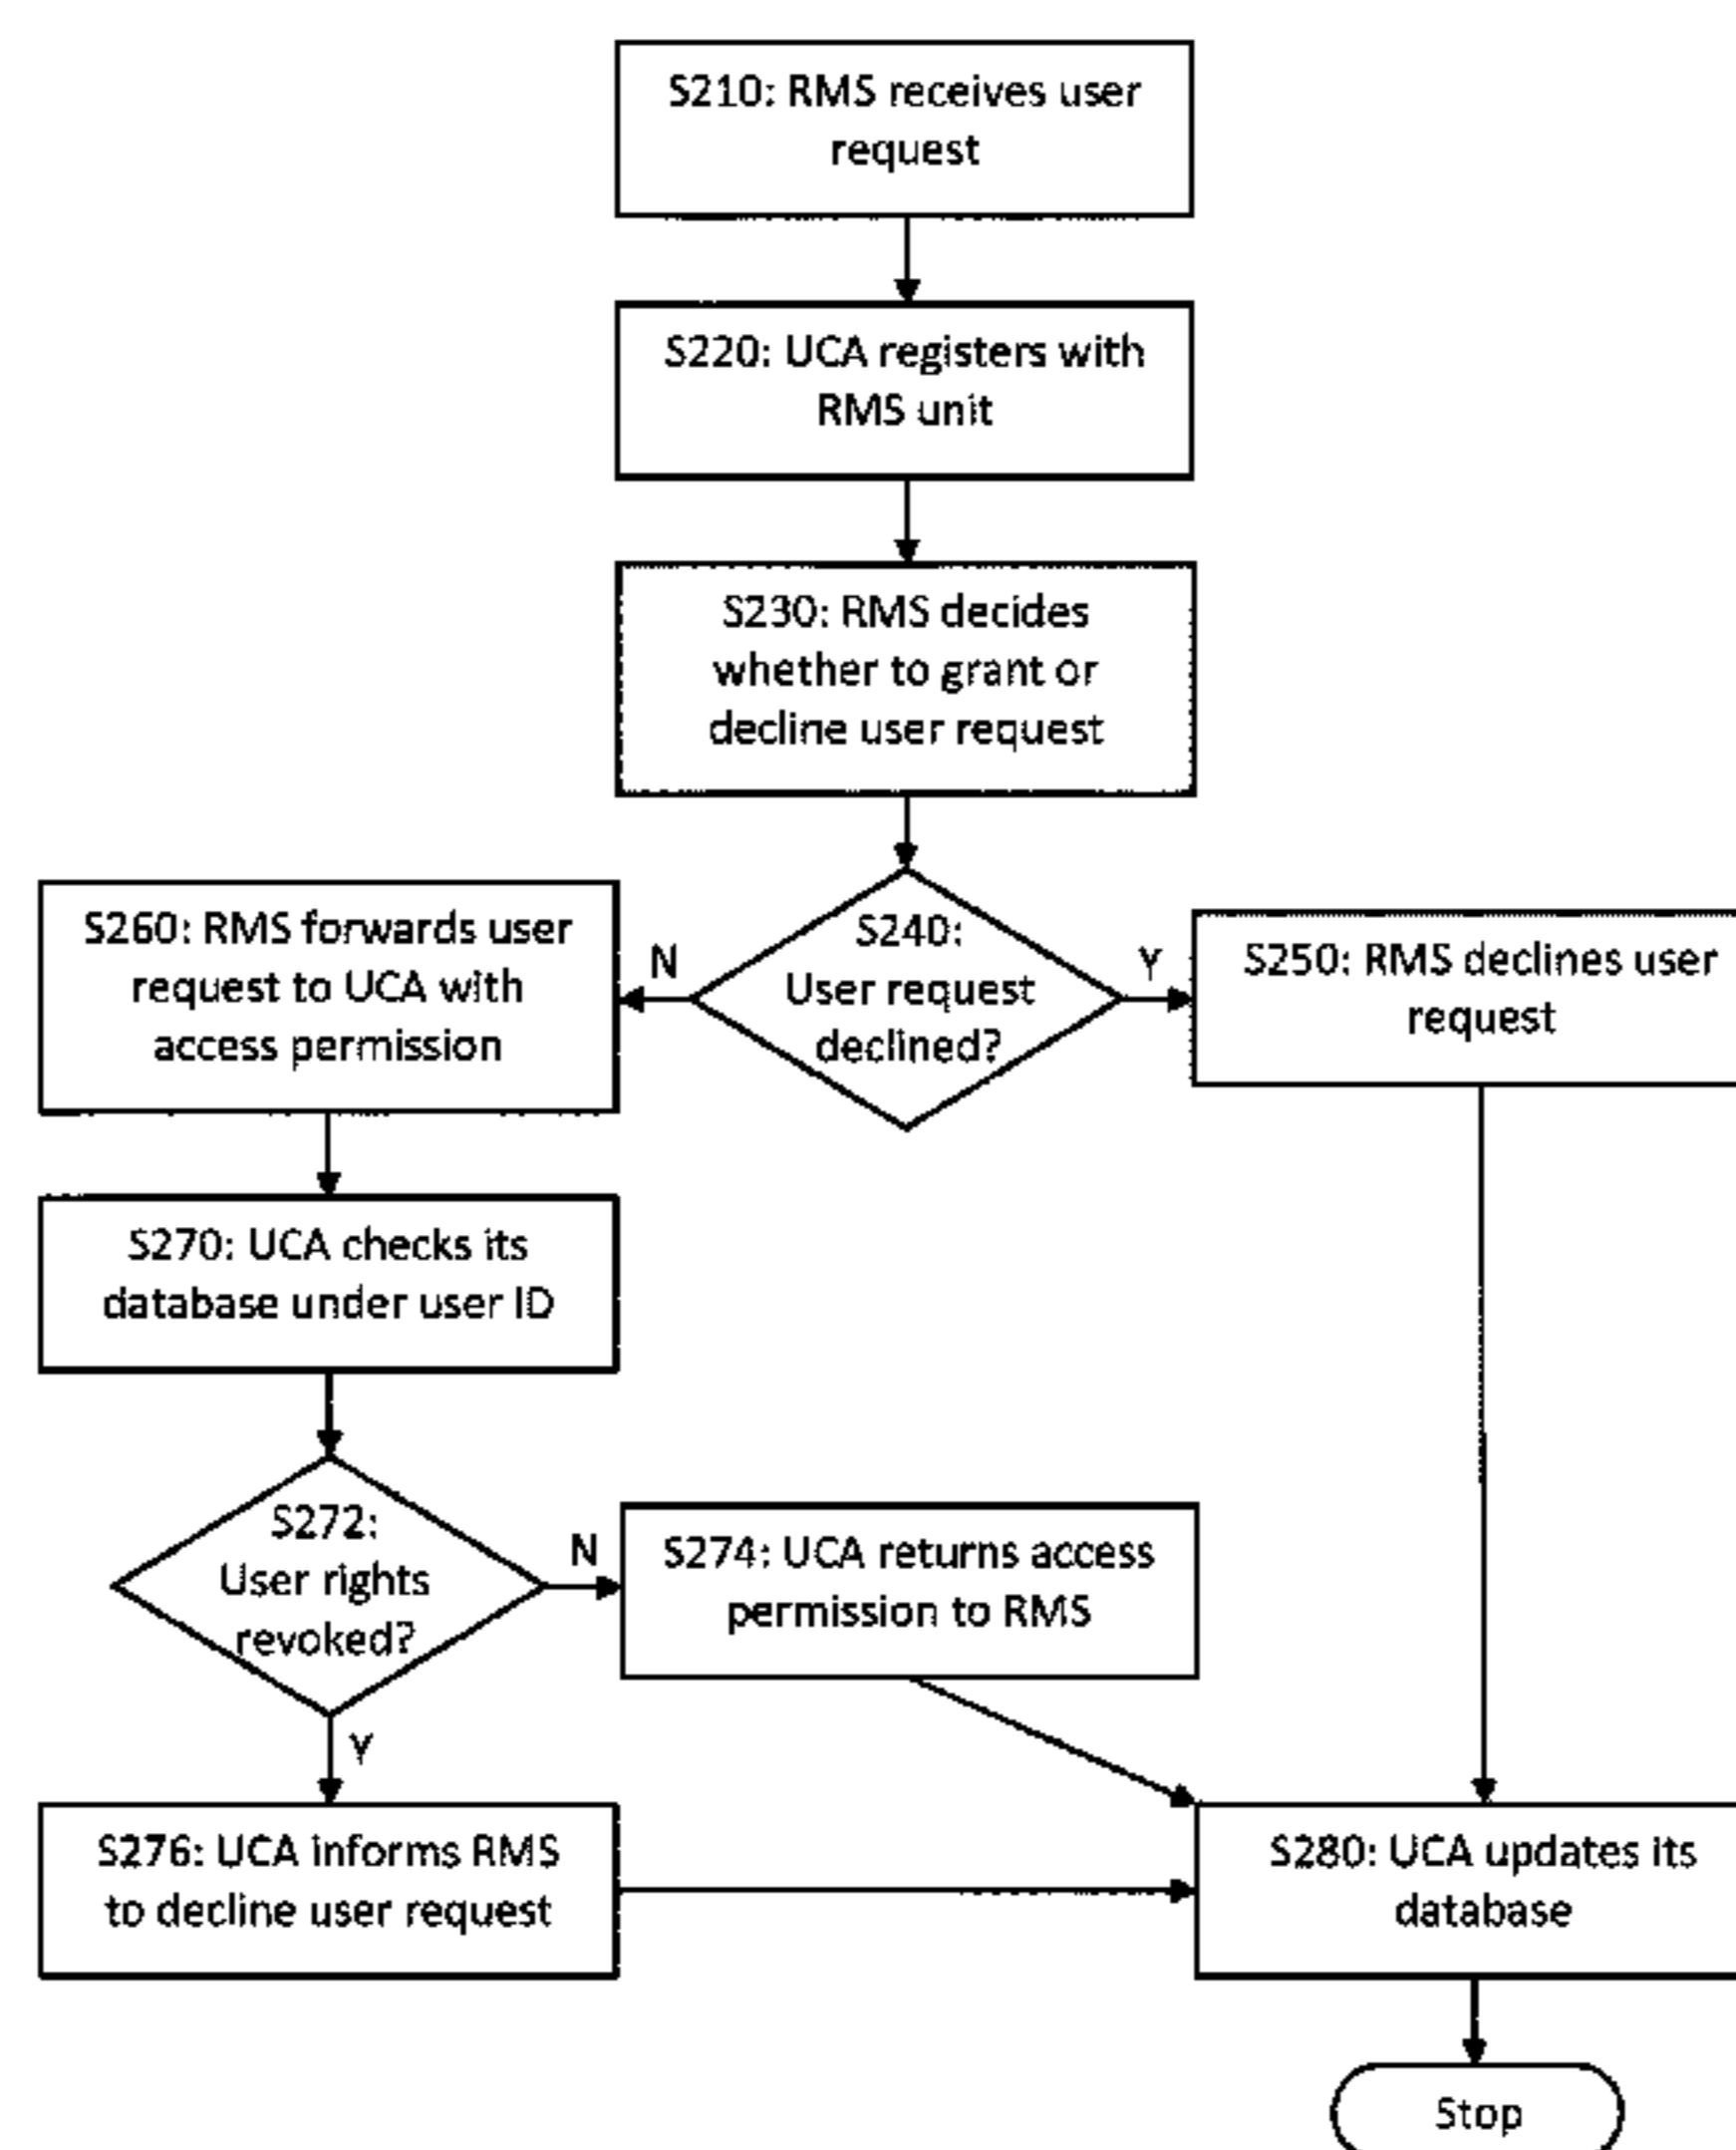 S210: RMS receives user
request
S220: UCA registers with
RMS unit
S230: RMS decides
whether to grant or
decline user request
S240:
User request
declined?
N
Y
S260: RMS forwards user
request to UCA with
access permission
S250: RMS declines user
request
S270: UCA checks its
database under user ID
S272:
User rights
revoked?
N
Y
S274: UCA returns access
permission to RMS
S276: UCA informs RMS
to decline user request
S280: UCA updates its
database
Stop